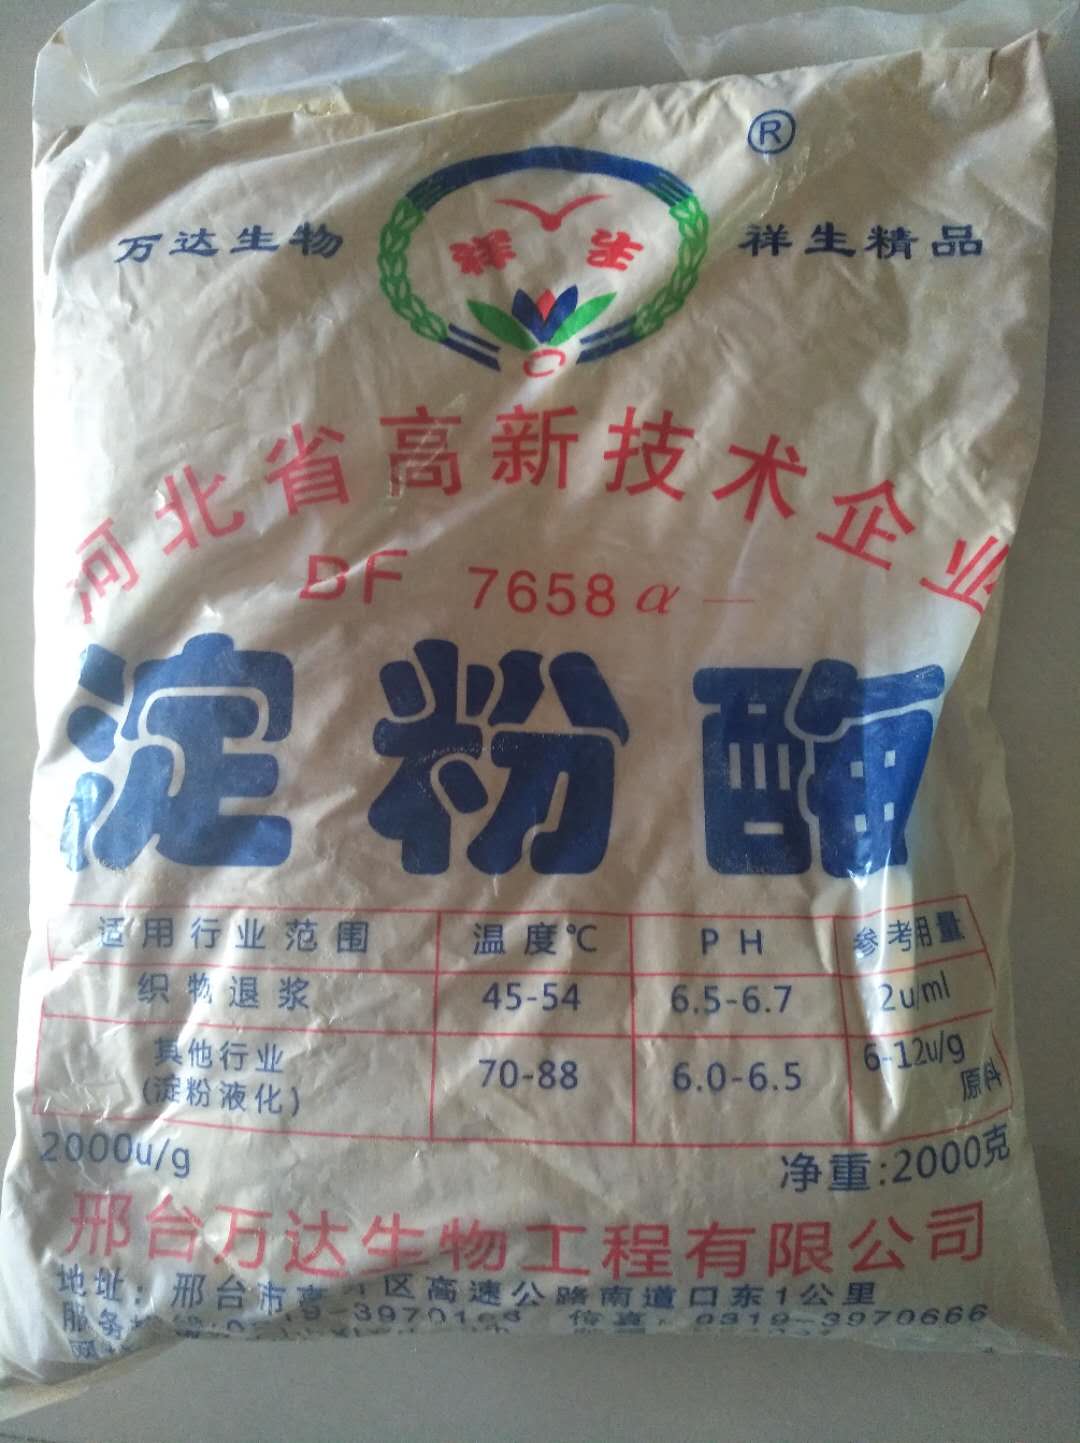 ®
万达生物 祥生 祥生精品
河北省高新技术企业
BF 7658α—
淀粉酶
适用行业范围 温度℃ PH 参考用量
织物退浆 45-54 6.5-6.7 2u/ml
其他行业 (淀粉液化) 70-88 6.0-6.5 6-12u/g 原料
2000u/g 净重:2000克
邢台万达生物工程有限公司
地址:邢台市高 区高速公路南道口东1公里
服务 -3970168 传真:0319-3970666